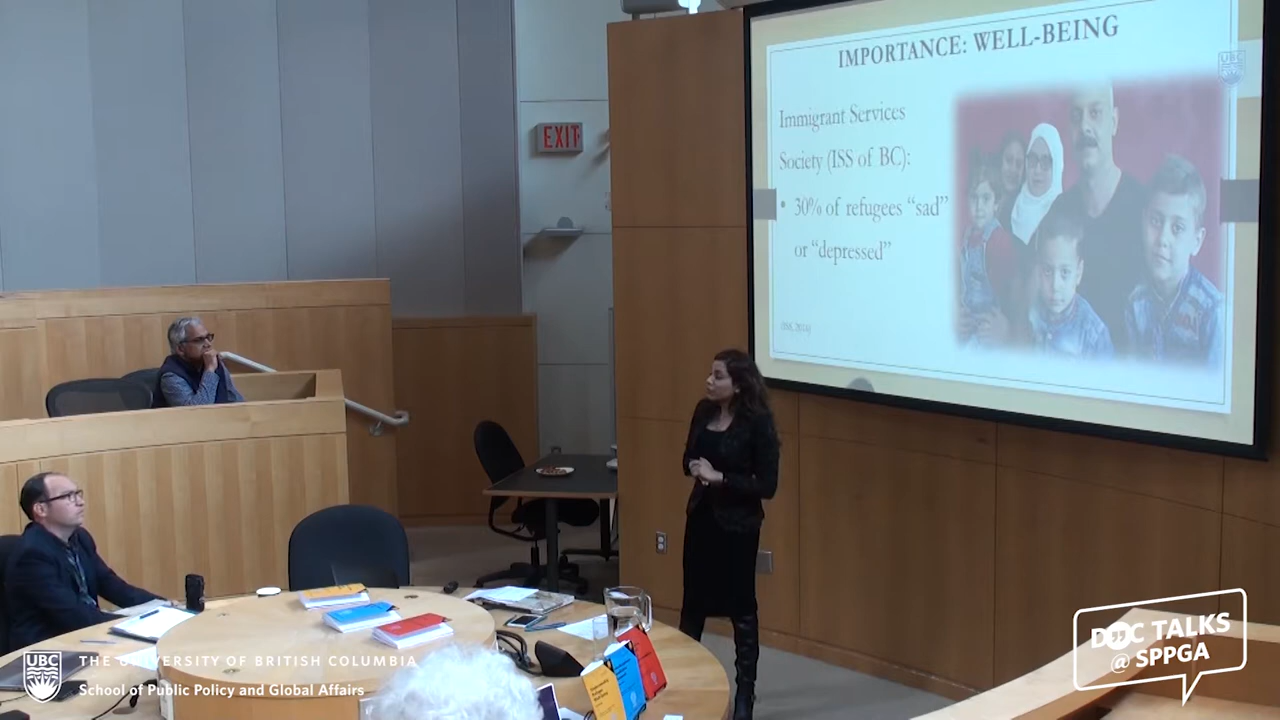 IMPORTANCE: WELL-BEING
UBC
Immigrant Services
Society (ISS of BC):
• 30% of refugees “sad”
or “depressed”
EXIT
UBC
THE UNIVERSITY OF BRITISH COLUMBIA
School of Public Policy and Global Affairs
DOC TALKS
@ SPPGA